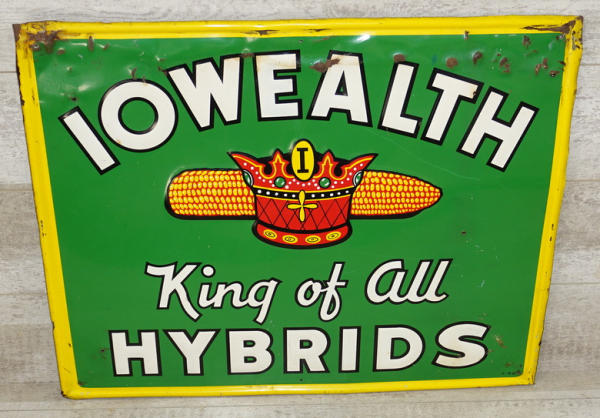 IOWEALTH
I
King of All
HYBRIDS